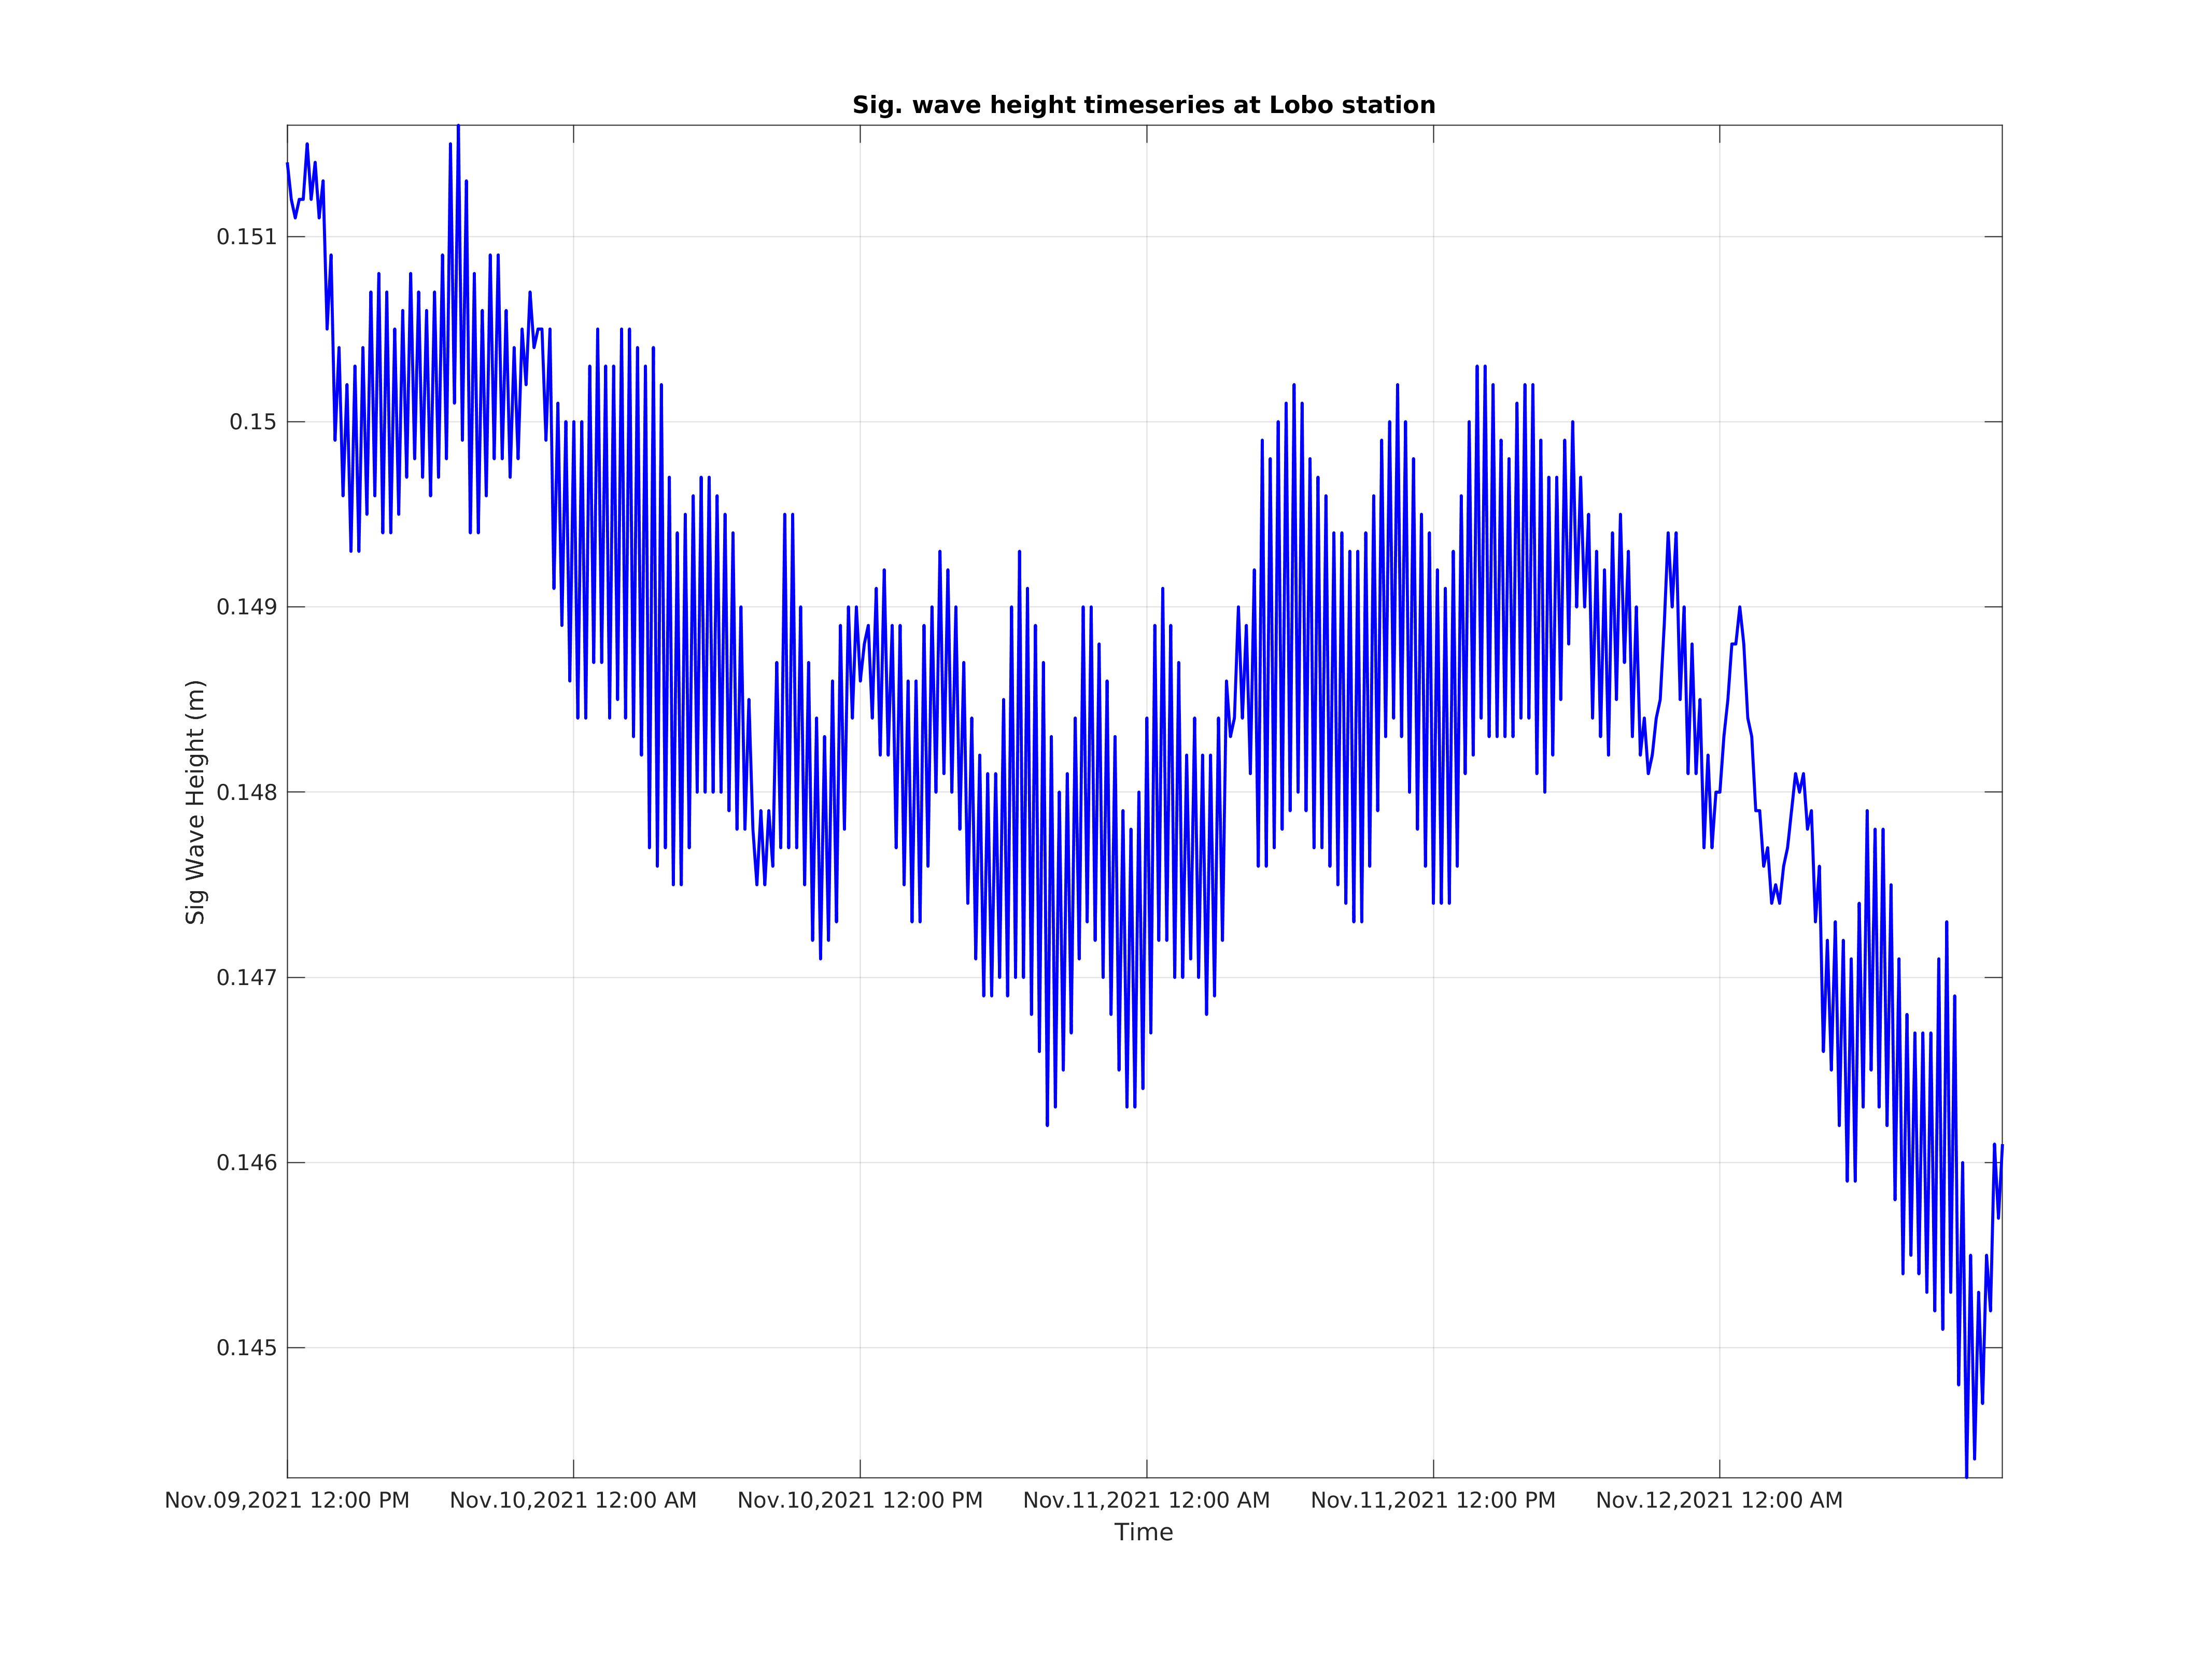 Sig. wave height timeseries at Lobo station
0.151
0.15
0.149
0.148
0.147
0.146
0.145
Sig Wave Height (m)
Nov.09,2021 12:00 PM Nov.10,2021 12:00 AM Nov.10,2021 12:00 PM Nov.11,2021 12:00 AM Nov.11,2021 12:00 PM Nov.12,2021 12:00 AM
Time